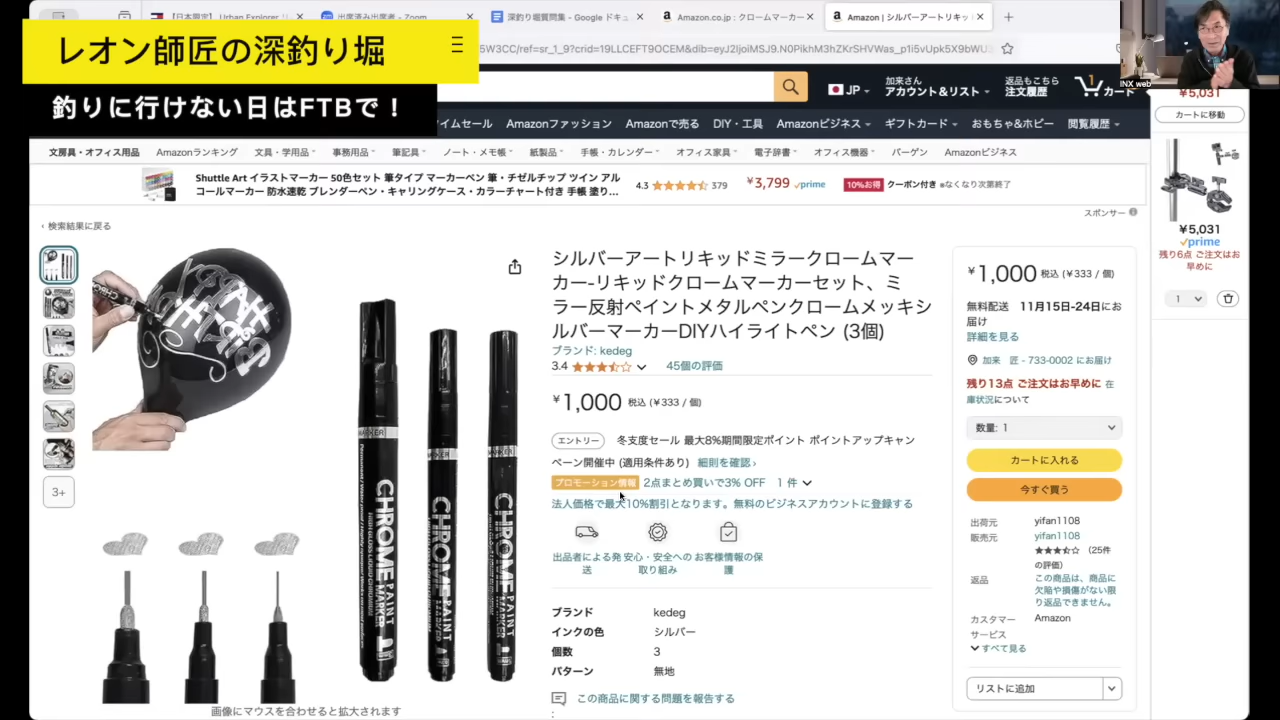 レオン師匠の深釣り堀
釣りに行けない日はFTBで！
出席済み出席者 - Zoom
深釣り堀質問集 - Google ドキュ
Amazon.co.jp : クロームマーカー
Amazon | シルバーアートリキッド
JP
加来さん
アカウント＆リスト
返品もこちら
注文履歴
1
カート
イムセール
Amazonファッション
Amazonで売る
DIY・工具
Amazonビジネス
ギフトカード
おもちゃ&ホビー
閲覧履歴
文房具・オフィス用品
Amazonランキング
文具・学用品
事務用品
筆記具
ノート・メモ帳
紙製品
手帳・カレンダー
オフィス家具
電子辞書
オフィス機器
バーゲン
Amazonビジネス
Shuttle Art イラストマーカー 50色セット 筆タイプ マーカーペン 筆・チゼルチップ ツイン アル
コールマーカー 防水速乾 ブレンダーペン・キャリングケース・カラーチャート付き 手帳 塗り...
4.3
379
¥3,799
prime
10%お得
クーポン付き
※なくなり次第終了
スポンサー
‹ 検索結果に戻る
シルバーアートリキッドミラークロームマー
カー-リキッドクロームマーカーセット、ミ
ラー反射ペイントメタルペンクロームメッキシ
ルバーマーカーDIYハイライトペン (3個)
ブランド: kedeg
3.4
45個の評価
¥1,000 税込 (¥333 / 個)
エントリー 冬支度セール 最大8%期間限定ポイント ポイントアップキャン
ペーン開催中 (適用条件あり) 細則を確認 ›
プロモーション情報 2点まとめ買いで3% OFF 1 件
法人価格で最大10%割引となります。無料のビジネスアカウントに登録する
出品者による発
送
安心・安全への
取り組み
お客様情報の保
護
ブランド kedeg
インクの色 シルバー
個数 3
パターン 無地
この商品に関する問題を報告する
3+
CHROME
PAINT
MARKER
CHROME
PAINT
MARKER
CHROME
PAINT
MARKER
画像にマウスを合わせると拡大されます
¥1,000 税込 (¥333 / 個)
無料配送 11月15日-24日にお
届け
詳細を見る
加来 匠 - 733-0002 にお届け
残り13点 ご注文はお早めに 在
庫状況について
数量: 1
カートに入れる
今すぐ買う
出荷元 yifan1108
販売元 yifan1108
(25件
の評価)
返品
この商品は、商品に
欠陥や損傷がない限
り返品できません。
カスタマー
サービス
Amazon
すべて見る
リストに追加
INX_web
¥5,031
カートに移動
¥5,031
prime
残り6点 ご注文はお
早めに
1